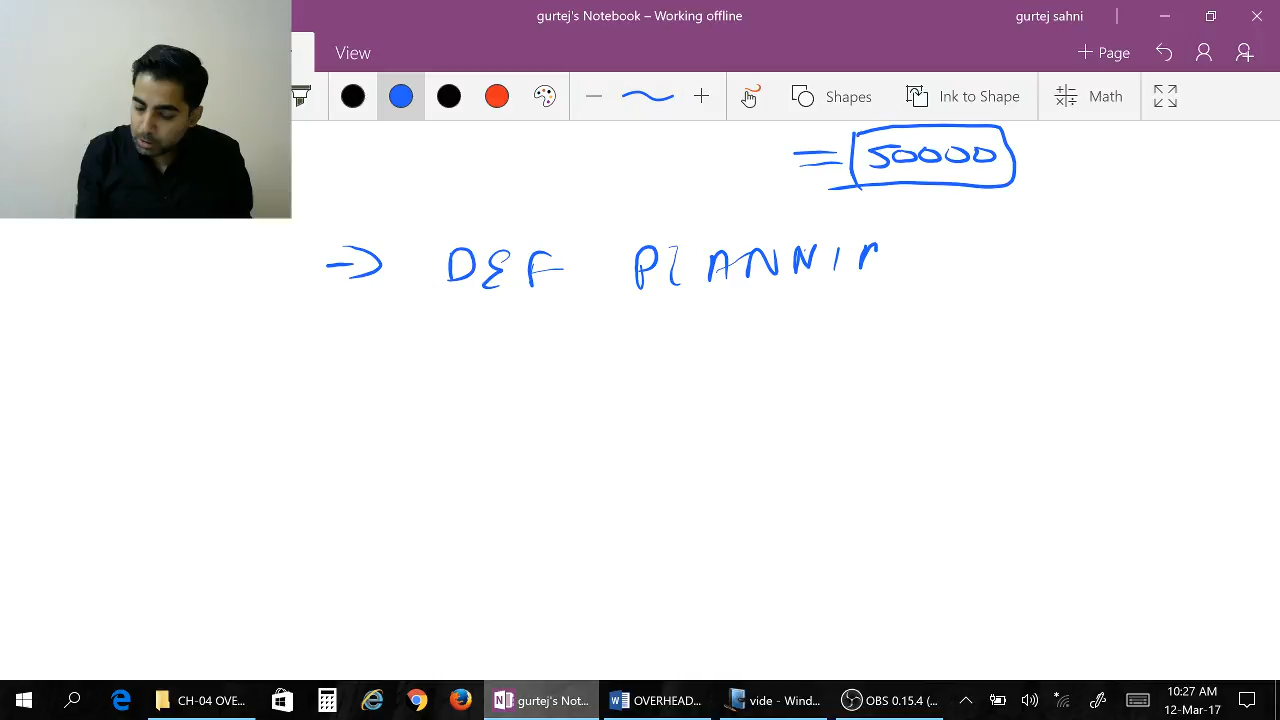 gurtej's Notebook – Working offline
gurtej sahni
View
Page
Shapes
Ink to Shape
Math
= 50000
→ DEF PLANNIN
CH-04 OVE...
gurtej's Not...
OVERHEAD...
vide - Wind...
OBS 0.15.4 (...
10:27 AM
12-Mar-17